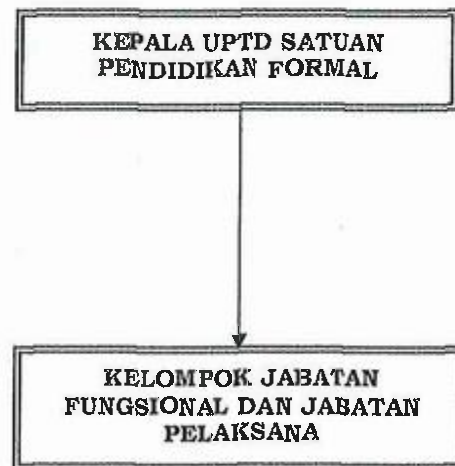 KEPALA UPTD SATUAN
PENDIDIKAN FORMAL
KELOMPOK JABATAN
FUNGSIONAL DAN JABATAN
PELAKSANA